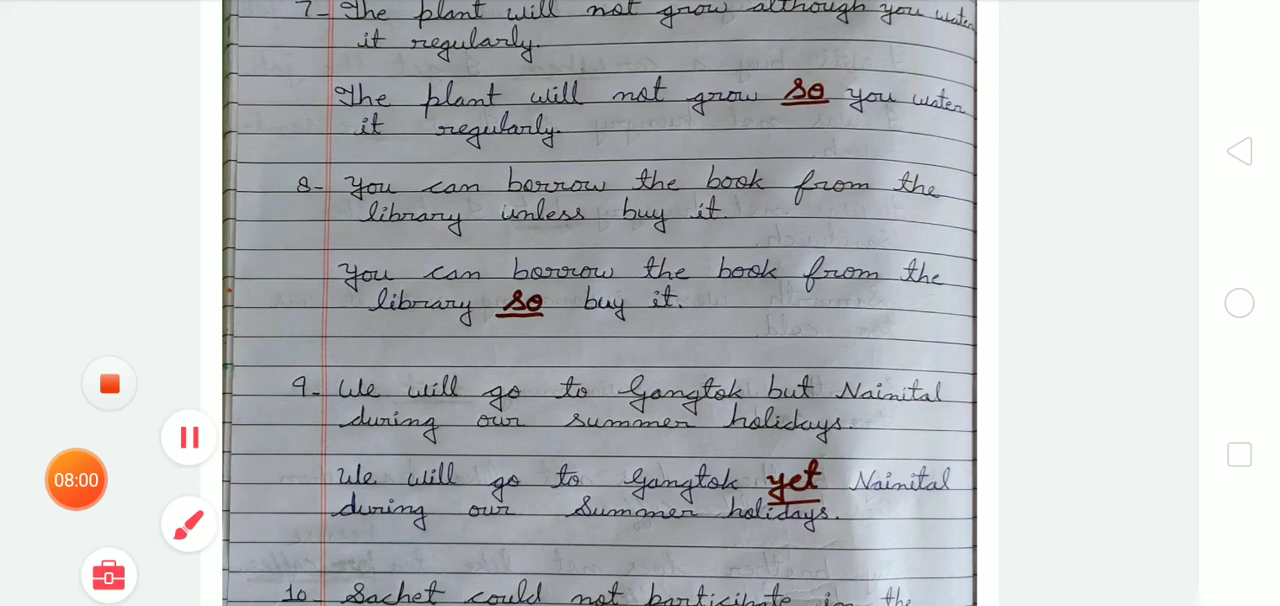 7- The plant will not grow although you water
it regularly.
The plant will not grow so you water
it regularly.
8- You can borrow the book from the
library unless buy it.
You can borrow the book from the
library so buy it.
9- We will go to Gangtok but Nainital
during our summer holidays.
We will go to Gangtok yet Nainital
during our Summer holidays.
10- Sachet could not participate in the
08:00